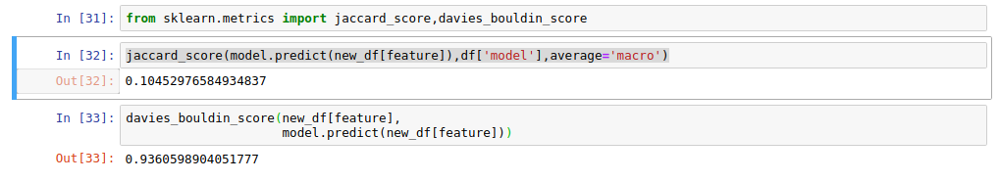 In [31]: from sklearn.metrics import jaccard_score,davies_bouldin_score
In [32]: jaccard_score(model.predict(new_df[feature]),df['model'],average='macro')
Out[32]: 0.10452976584934837
In [33]: davies_bouldin_score(new_df[feature],
model.predict(new_df[feature]))
Out[33]: 0.9360598904051777